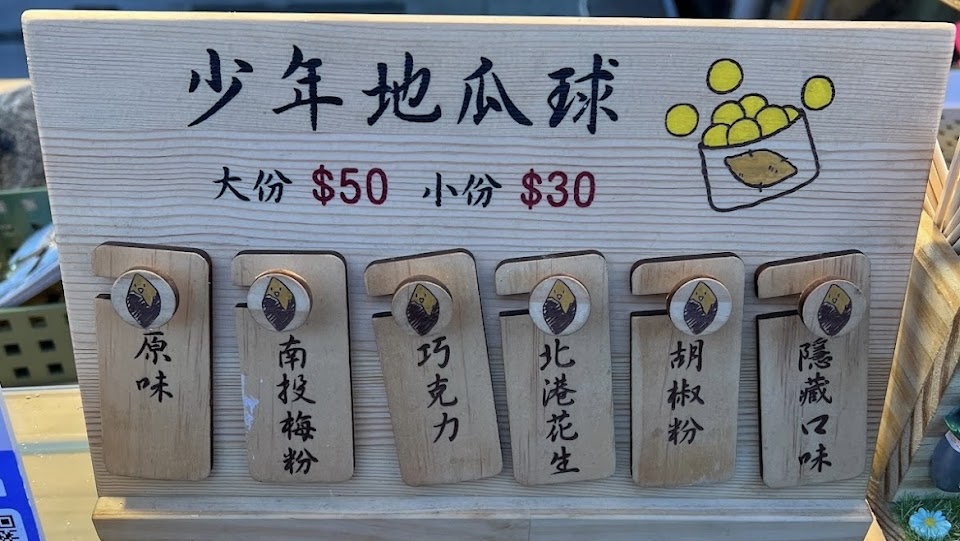 少年地瓜球
大份 $50 小份 $30
原味
南投梅粉
巧克力
北港花生
胡椒粉
隱藏口味